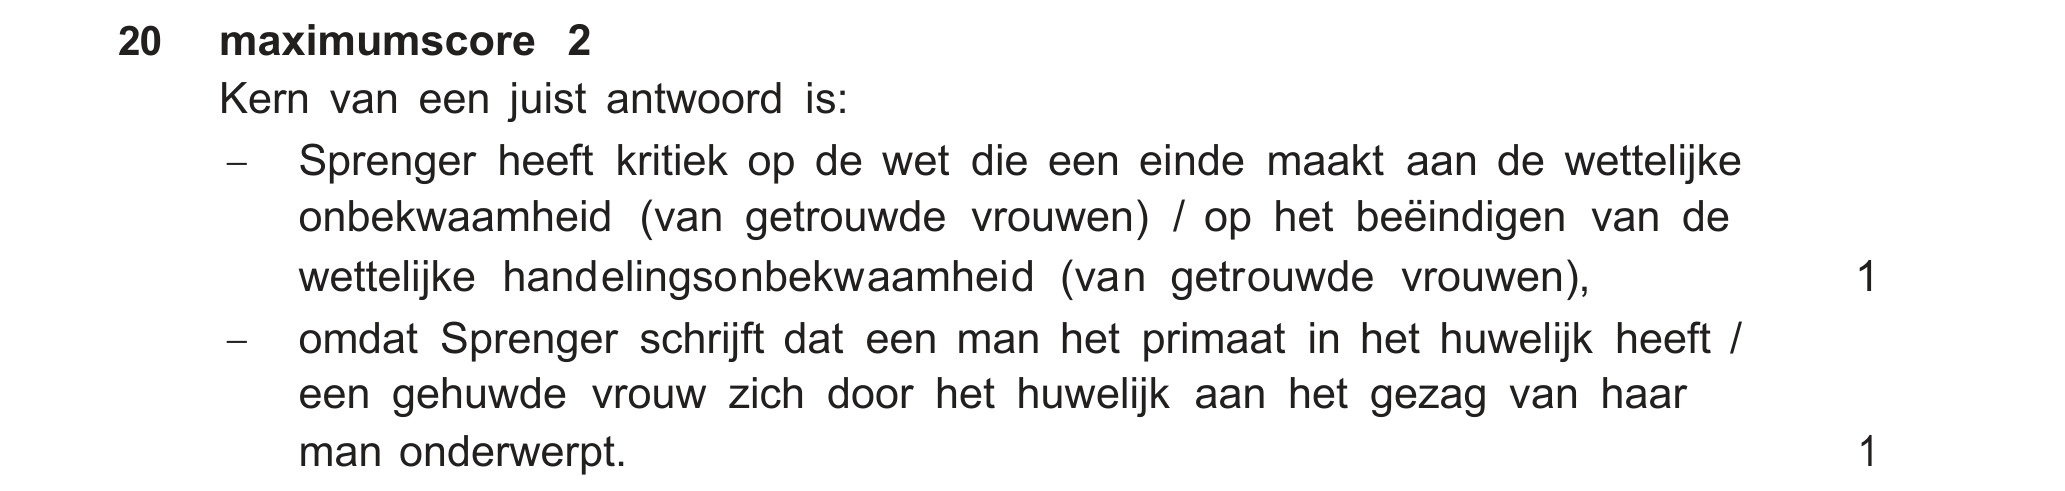 20 maximumscore 2
Kern van een juist antwoord is:
− Sprenger heeft kritiek op de wet die een einde maakt aan de wettelijke
onbekwaamheid (van getrouwde vrouwen) / op het beëindigen van de
wettelijke handelingsonbekwaamheid (van getrouwde vrouwen), 1
− omdat Sprenger schrijft dat een man het primaat in het huwelijk heeft /
een gehuwde vrouw zich door het huwelijk aan het gezag van haar
man onderwerpt. 1